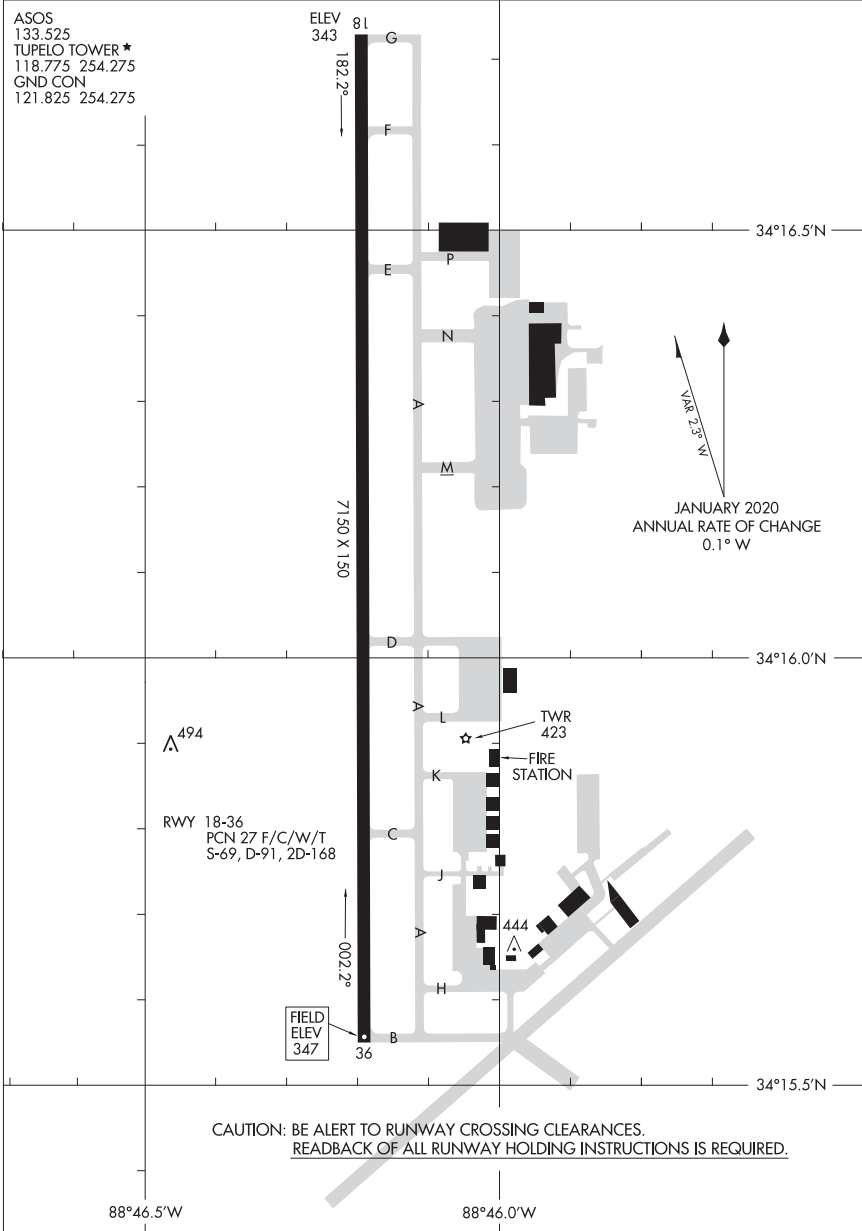 ASOS
133.525
TUPELO TOWER ★
118.775 254.275
GND CON
121.825 254.275
ELEV
343
18
G
182.2°
F
34°16.5'N
P
E
N
A
VAR 2.3° W
M
JANUARY 2020
ANNUAL RATE OF CHANGE
0.1° W
7150 X 150
D
34°16.0'N
A
L
TWR
423
494
FIRE
STATION
K
RWY 18-36
PCN 27 F/C/W/T
S-69, D-91, 2D-168
C
J
A
444
002.2°
H
FIELD
ELEV
347
B
36
34°15.5'N
CAUTION: BE ALERT TO RUNWAY CROSSING CLEARANCES.
READBACK OF ALL RUNWAY HOLDING INSTRUCTIONS IS REQUIRED.
88°46.5'W
88°46.0'W